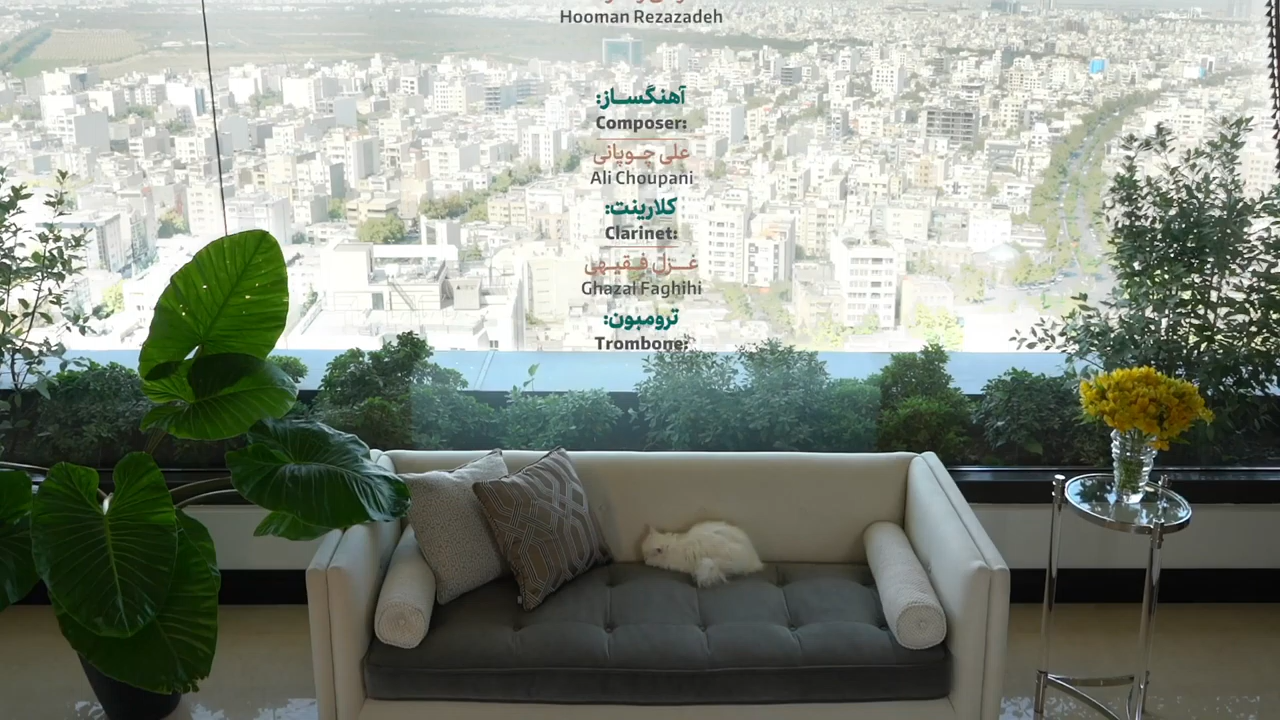 Hooman Rezazadeh
آهنگساز:
Composer:
علی چوپانی
Ali Choupani
کلارینت:
Clarinet:
غزل فقیهی
Ghazal Faghihi
ترومبون:
Trombone: